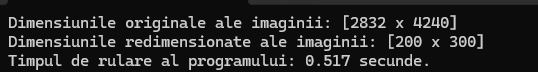 Dimensiunile originale ale imaginii: [2832 x 4240]
Dimensiunile redimensionate ale imaginii: [200 x 300]
Timpul de rulare al programului: 0.517 secunde.